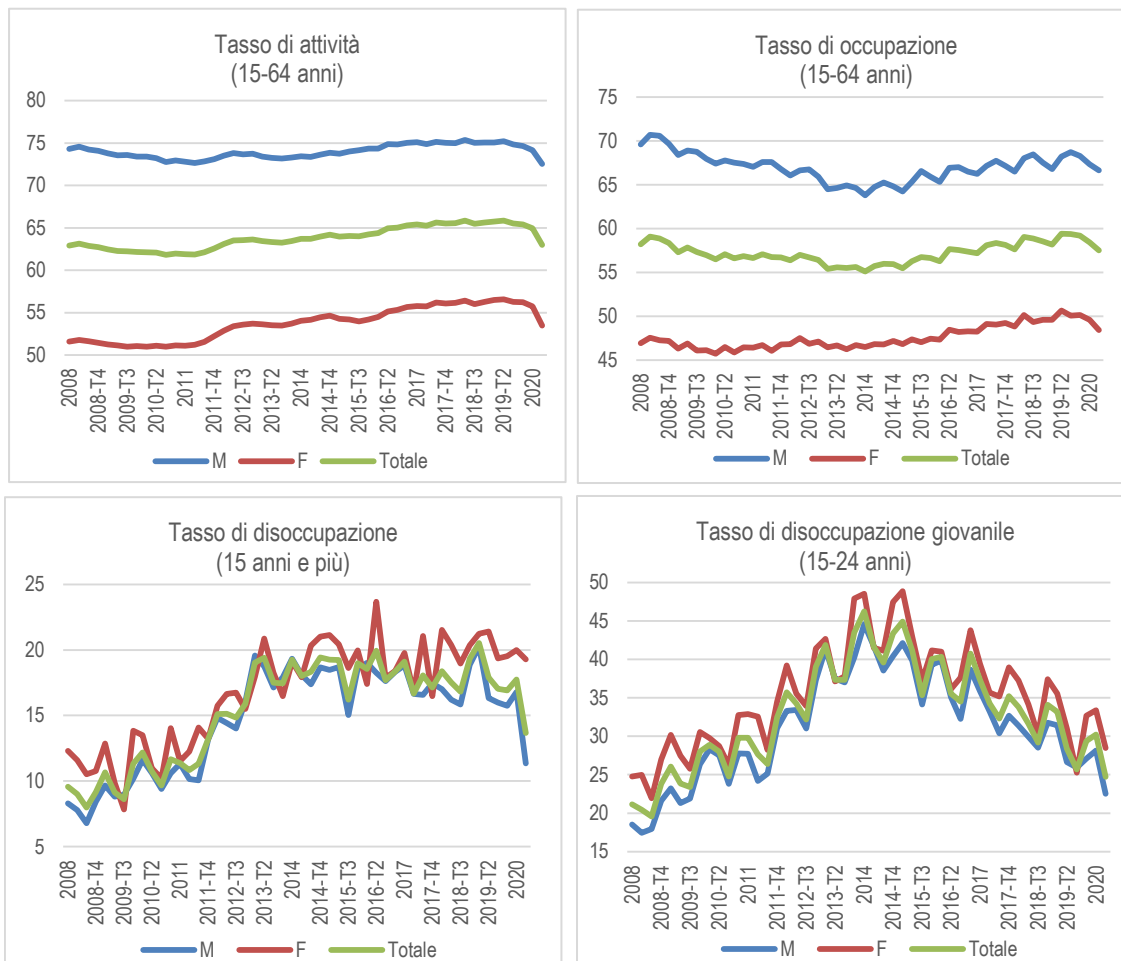 Tasso di attività
(15-64 anni)
80
75
70
65
60
55
50
2008
2008-T4
2009-T3
2010-T2
2011
2011-T4
2012-T3
2013-T2
2014
2014-T4
2015-T3
2016-T2
2017
2017-T4
2018-T3
2019-T2
2020
M F Totale
Tasso di occupazione
(15-64 anni)
75
70
65
60
55
50
45
2008
2008-T4
2009-T3
2010-T2
2011
2011-T4
2012-T3
2013-T2
2014
2014-T4
2015-T3
2016-T2
2017
2017-T4
2018-T3
2019-T2
2020
M F Totale
Tasso di disoccupazione
(15 anni e più)
25
20
15
10
5
2008
2008-T4
2009-T3
2010-T2
2011
2011-T4
2012-T3
2013-T2
2014
2014-T4
2015-T3
2016-T2
2017
2017-T4
2018-T3
2019-T2
2020
M F Totale
Tasso di disoccupazione giovanile
(15-24 anni)
50
45
40
35
30
25
20
15
2008
2008-T4
2009-T3
2010-T2
2011
2011-T4
2012-T3
2013-T2
2014
2014-T4
2015-T3
2016-T2
2017
2017-T4
2018-T3
2019-T2
2020
M F Totale